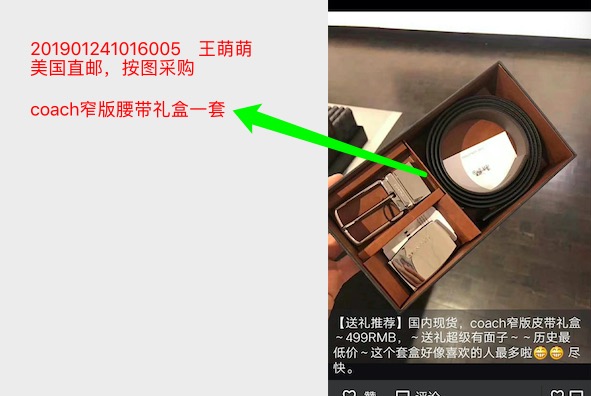 201901241016005 王萌萌
美国直邮，按图采购
coach窄版腰带礼盒一套
【送礼推荐】国内现货，coach窄版皮带礼盒
～499RMB，～送礼超级有面子～～历史最
低价～这个套盒好像喜欢的人最多啦😁😁 尽
快。
赞
评论